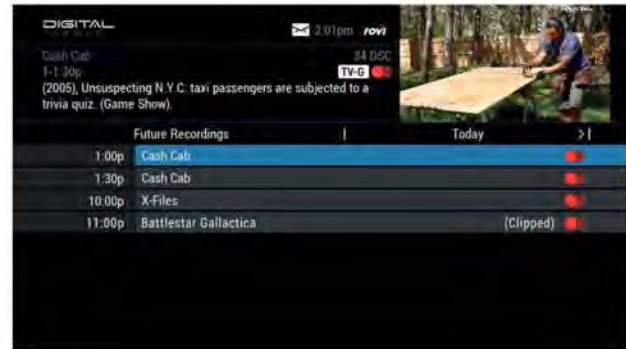 DIGITAL
2:01pm rovi
Cash Cab 34 DSC
1-1:30p TV-G
(2005), Unsuspecting N.Y.C. taxi passengers are subjected to a
trivia quiz. (Game Show).
Future Recordings | Today >|
1:00p Cash Cab
1:30p Cash Cab
10:00p X-Files
11:00p Battlestar Gallactica (Clipped)